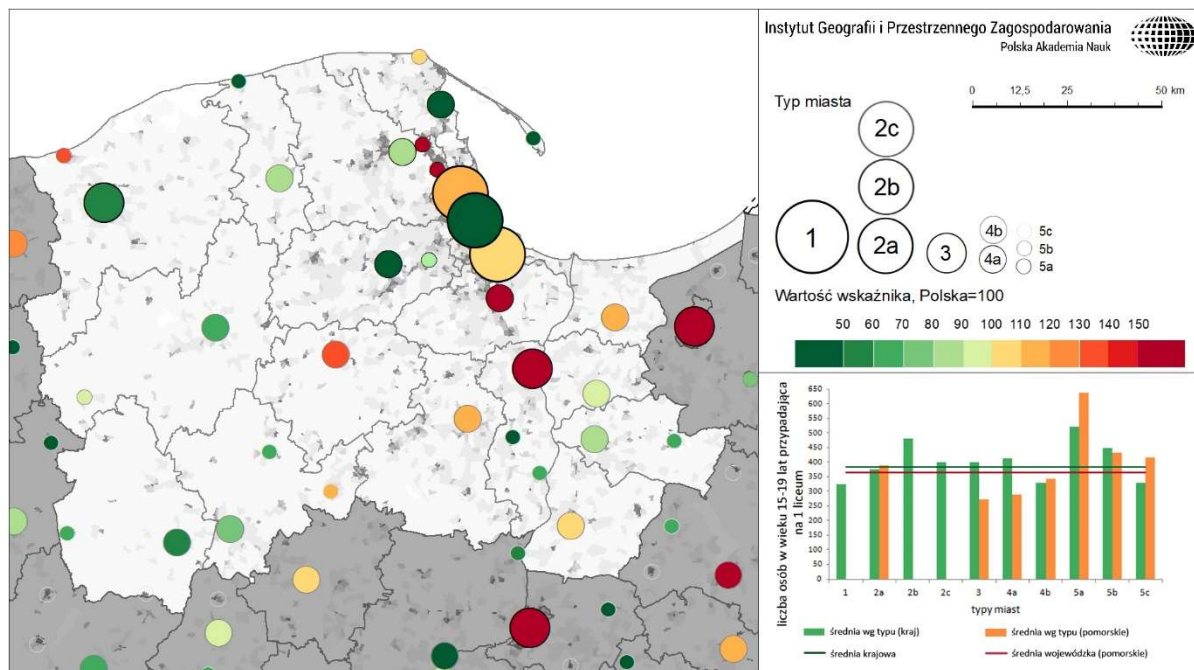 Instytut Geografii i Przestrzennego Zagospodarowania
Polska Akademia Nauk
Typ miasta
0 12,5 25 50 km
2c
2b
1
2a
3
4b
4a
5c
5b
5a
Wartość wskaźnika, Polska=100
50 60 70 80 90 100 110 120 130 140 150
liczba osób w wieku 15-19 lat przypadająca
na 1 liceum
650
600
550
500
450
400
350
300
250
200
150
100
50
0
1 2a 2b 2c 3 4a 4b 5a 5b 5c
typy miast
średnia wg typu (kraj)
średnia wg typu (pomorskie)
średnia krajowa
średnia wojewódzka (pomorskie)